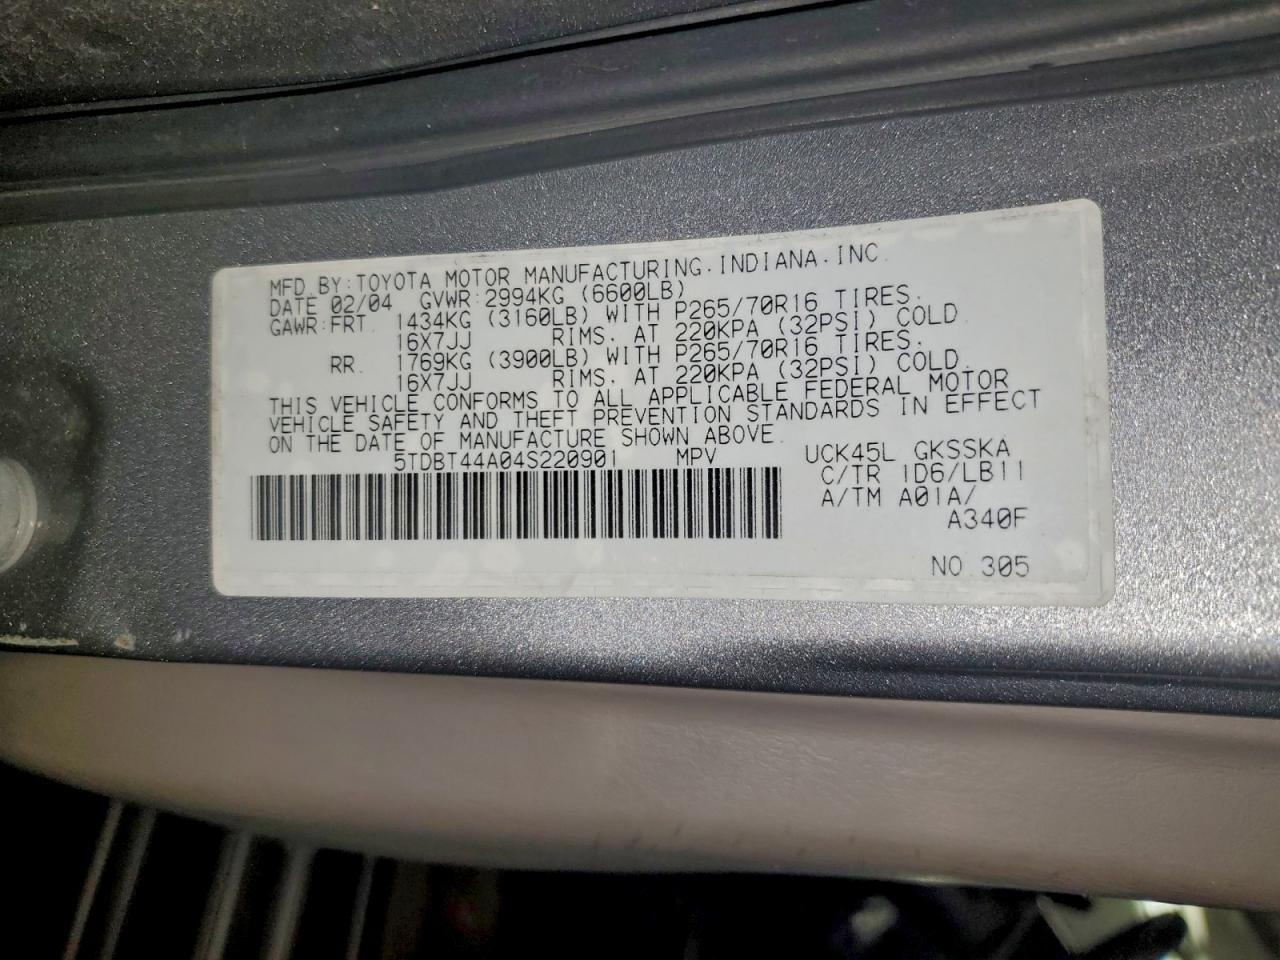 MFD. BY: TOYOTA MOTOR MANUFACTURING. INDIANA. INC.
DATE 02/04 GVWR: 2994KG (6600LB)
GAWR: FRT. 1434KG (3160LB) WITH P265/70R16 TIRES.
16X7JJ RIMS. AT 220KPA (32PSI) COLD.
RR. 1769KG (3900LB) WITH P265/70R16 TIRES.
16X7JJ RIMS. AT 220KPA (32PSI) COLD.
THIS VEHICLE CONFORMS TO ALL APPLICABLE FEDERAL MOTOR
VEHICLE SAFETY AND THEFT PREVENTION STANDARDS IN EFFECT
ON THE DATE OF MANUFACTURE SHOWN ABOVE.
5TDBT44A04S220901 MPV UCK45L GKSSKA
C/TR 1D6/LB11
A/TM A01A/
A340F
NO. 305